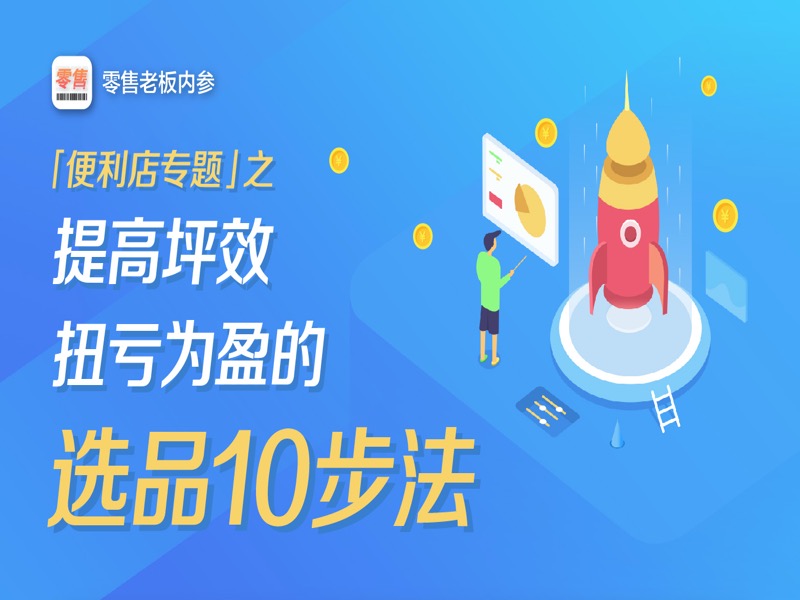 零售
零售老板内参
「便利店专题」之
提高坪效
扭亏为盈的
选品10步法